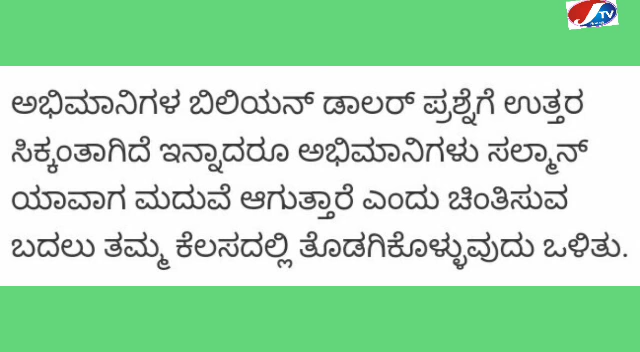 JTV
ಅಭಿಮಾನಿಗಳ ಬಿಲಿಯನ್ ಡಾಲರ್ ಪ್ರಶ್ನೆಗೆ ಉತ್ತರ
ಸಿಕ್ಕಂತಾಗಿದೆ ಇನ್ನಾದರೂ ಅಭಿಮಾನಿಗಳು ಸಲ್ಮಾನ್
ಯಾವಾಗ ಮದುವೆ ಆಗುತ್ತಾರೆ ಎಂದು ಚಿಂತಿಸುವ
ಬದಲು ತಮ್ಮ ಕೆಲಸದಲ್ಲಿ ತೊಡಗಿಕೊಳ್ಳುವುದು ಒಳಿತು.